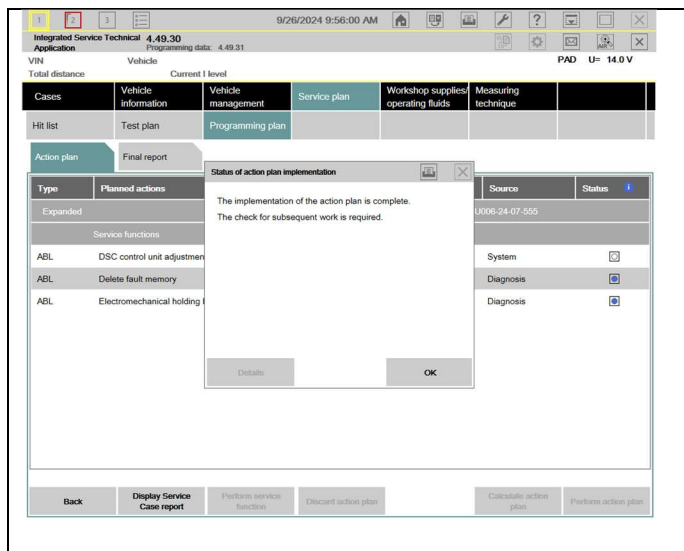 1 2 3 9/26/2024 9:56:00 AM ?
Integrated Service Technical Application 4.49.30
Programming data: 4.49.31
AIR
VIN Vehicle PAD U= 14.0 V
Total distance Current I level
Cases Vehicle information Vehicle management Service plan Workshop supplies/ operating fluids Measuring technique
Hit list Test plan Programming plan
Action plan Final report
Status of action plan implementation
Type Planned actions Source Status i
The implementation of the action plan is complete.
The check for subsequent work is required.
Expanded U006-24-07-555
Service functions
ABL DSC control unit adjustmen System
ABL Delete fault memory Diagnosis
ABL Electromechanical holding Diagnosis
Details OK
Back Display Service Case report Perform service function Discard action plan Calculate action plan Perform action plan